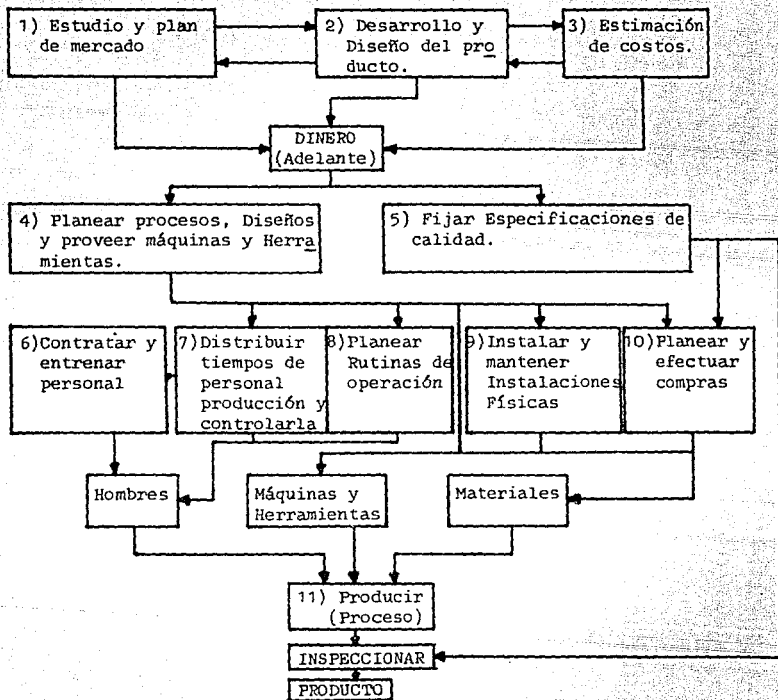 1) Estudio y plan
de mercado
2) Desarrollo y
Diseño del pro
ducto.
3) Estimación
de costos.
DINERO
(Adelante)
4) Planear procesos, Diseños
y proveer máquinas y Herra
mientas.
5) Fijar Especificaciones de
calidad.
6)Contratar y
entrenar
personal
7)Distribuir
tiempos de
personal
producción y
controlarla
8)Planear
Rutinas de
operación
9)Instalar y
mantener
Instalaciones
Físicas
10)Planear y
efectuar
compras
Hombres
Máquinas y
Herramientas
Materiales
11) Producir
(Proceso)
INSPECCIONAR
PRODUCTO